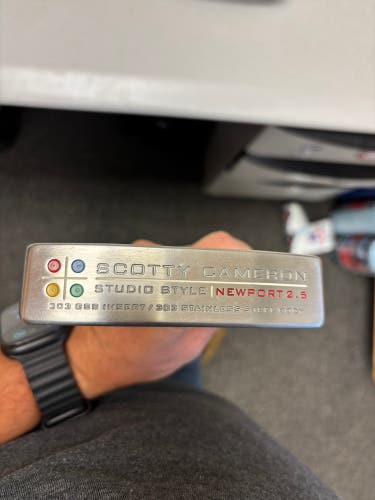 SCOTTY CAMERON
STUDIO STYLE | NEWPORT 2.5
303 GSS INSERT / 303 STAINLESS STEEL BODY